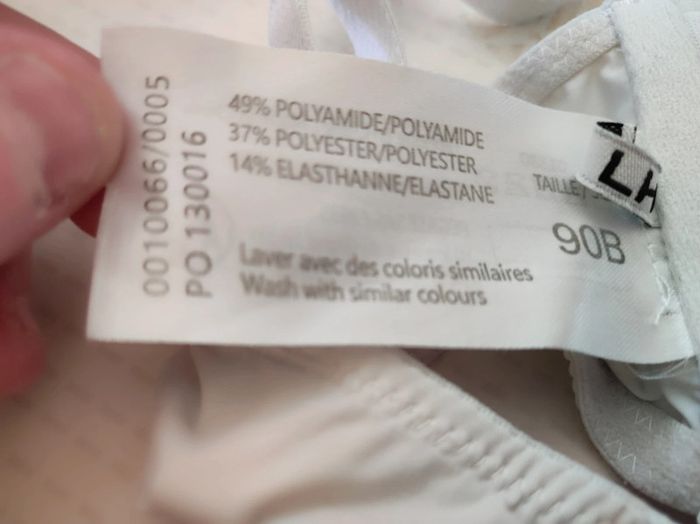 0010066/0005
PO 130016
49% POLYAMIDE/POLYAMIDE
37% POLYESTER/POLYESTER
14% ELASTHANNE/ELASTANE
TAILLE/
90B
Laver avec des coloris similaires
Wash with similar colours